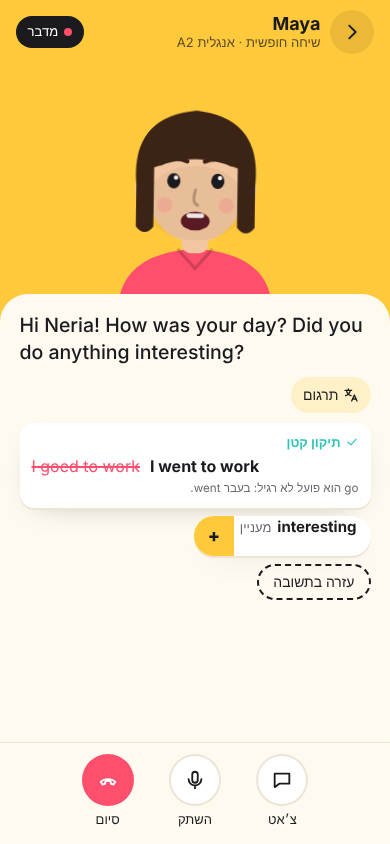 Maya
שיחה חופשית · אנגלית A2
מדבר
Hi Neria! How was your day? Did you
do anything interesting?
תרגום
תיקון קטן
I goed to work I went to work
go הוא פועל לא רגיל: בעבר went.
interesting מעניין +
עזרה בתשובה
צ׳אט
השתק
סיום